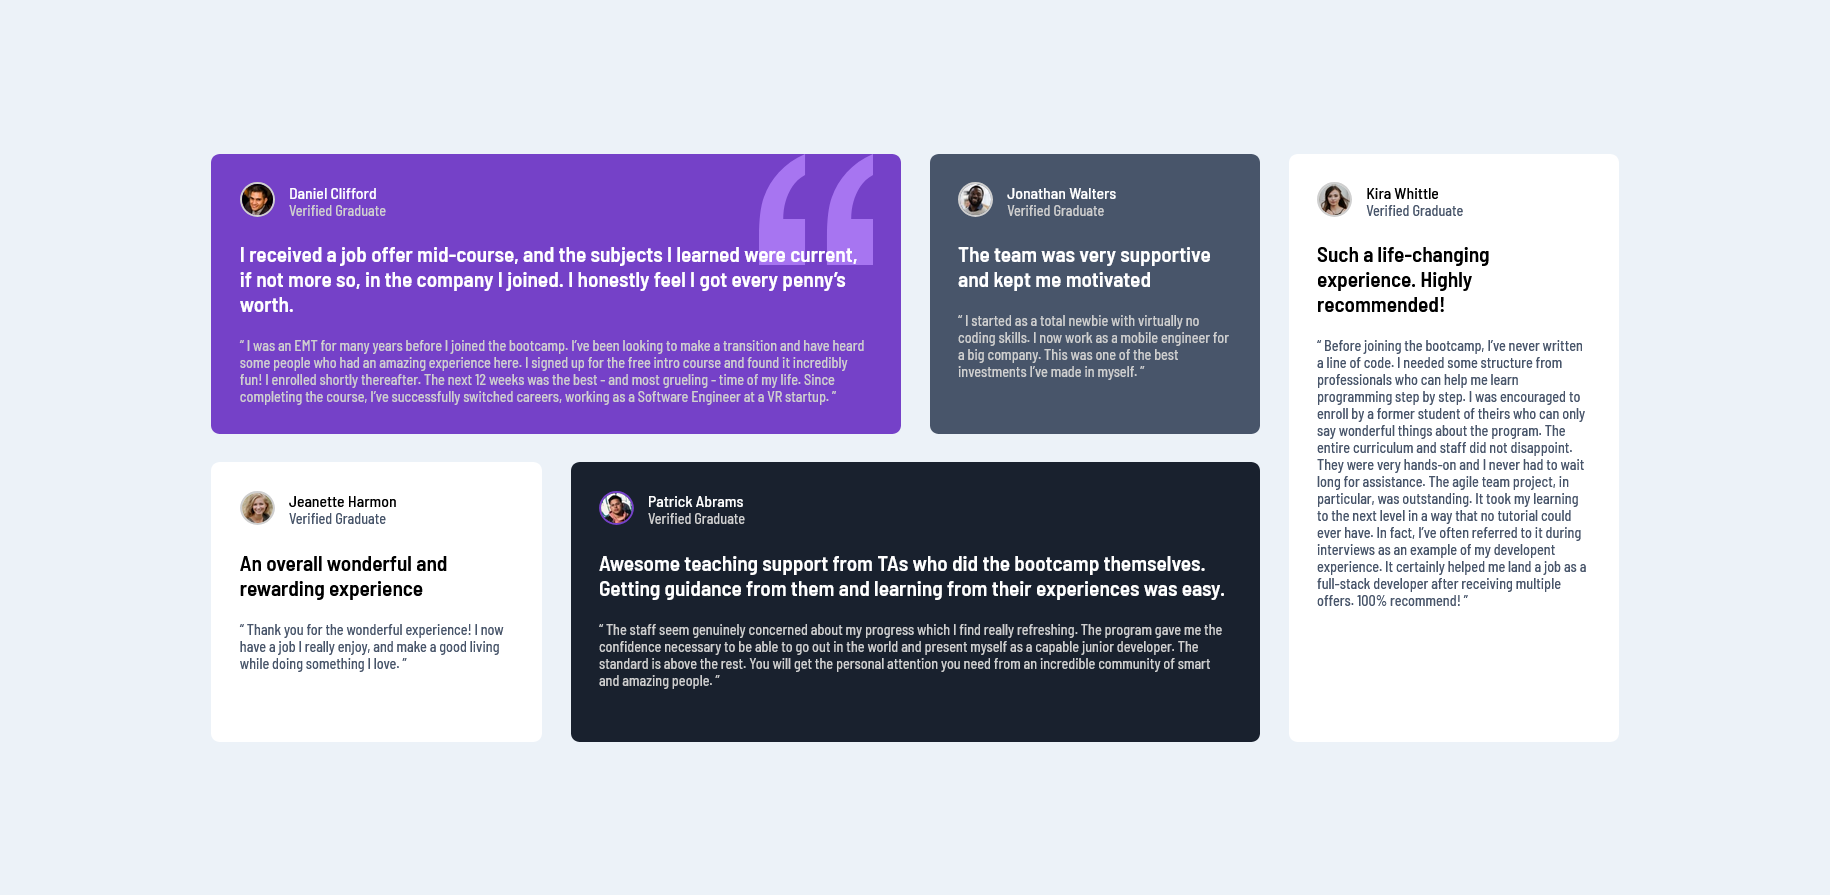 Daniel Clifford
Verified Graduate
I received a job offer mid-course, and the subjects I learned were current,
if not more so, in the company I joined. I honestly feel I got every penny’s
worth.
“ I was an EMT for many years before I joined the bootcamp. I’ve been looking to make a transition and have heard
some people who had an amazing experience here. I signed up for the free intro course and found it incredibly
fun! I enrolled shortly thereafter. The next 12 weeks was the best - and most grueling - time of my life. Since
completing the course, I’ve successfully switched careers, working as a Software Engineer at a VR startup. ”
Jonathan Walters
Verified Graduate
The team was very supportive
and kept me motivated
“ I started as a total newbie with virtually no
coding skills. I now work as a mobile engineer for
a big company. This was one of the best
investments I’ve made in myself. ”
Kira Whittle
Verified Graduate
Such a life-changing
experience. Highly
recommended!
“ Before joining the bootcamp, I’ve never written
a line of code. I needed some structure from
professionals who can help me learn
programming step by step. I was encouraged to
enroll by a former student of theirs who can only
say wonderful things about the program. The
entire curriculum and staff did not disappoint.
They were very hands-on and I never had to wait
long for assistance. The agile team project, in
particular, was outstanding. It took my learning
to the next level in a way that no tutorial could
ever have. In fact, I’ve often referred to it during
interviews as an example of my developent
experience. It certainly helped me land a job as a
full-stack developer after receiving multiple
offers. 100% recommend! ”
Jeanette Harmon
Verified Graduate
An overall wonderful and
rewarding experience
“ Thank you for the wonderful experience! I now
have a job I really enjoy, and make a good living
while doing something I love. ”
Patrick Abrams
Verified Graduate
Awesome teaching support from TAs who did the bootcamp themselves.
Getting guidance from them and learning from their experiences was easy.
“ The staff seem genuinely concerned about my progress which I find really refreshing. The program gave me the
confidence necessary to be able to go out in the world and present myself as a capable junior developer. The
standard is above the rest. You will get the personal attention you need from an incredible community of smart
and amazing people. ”